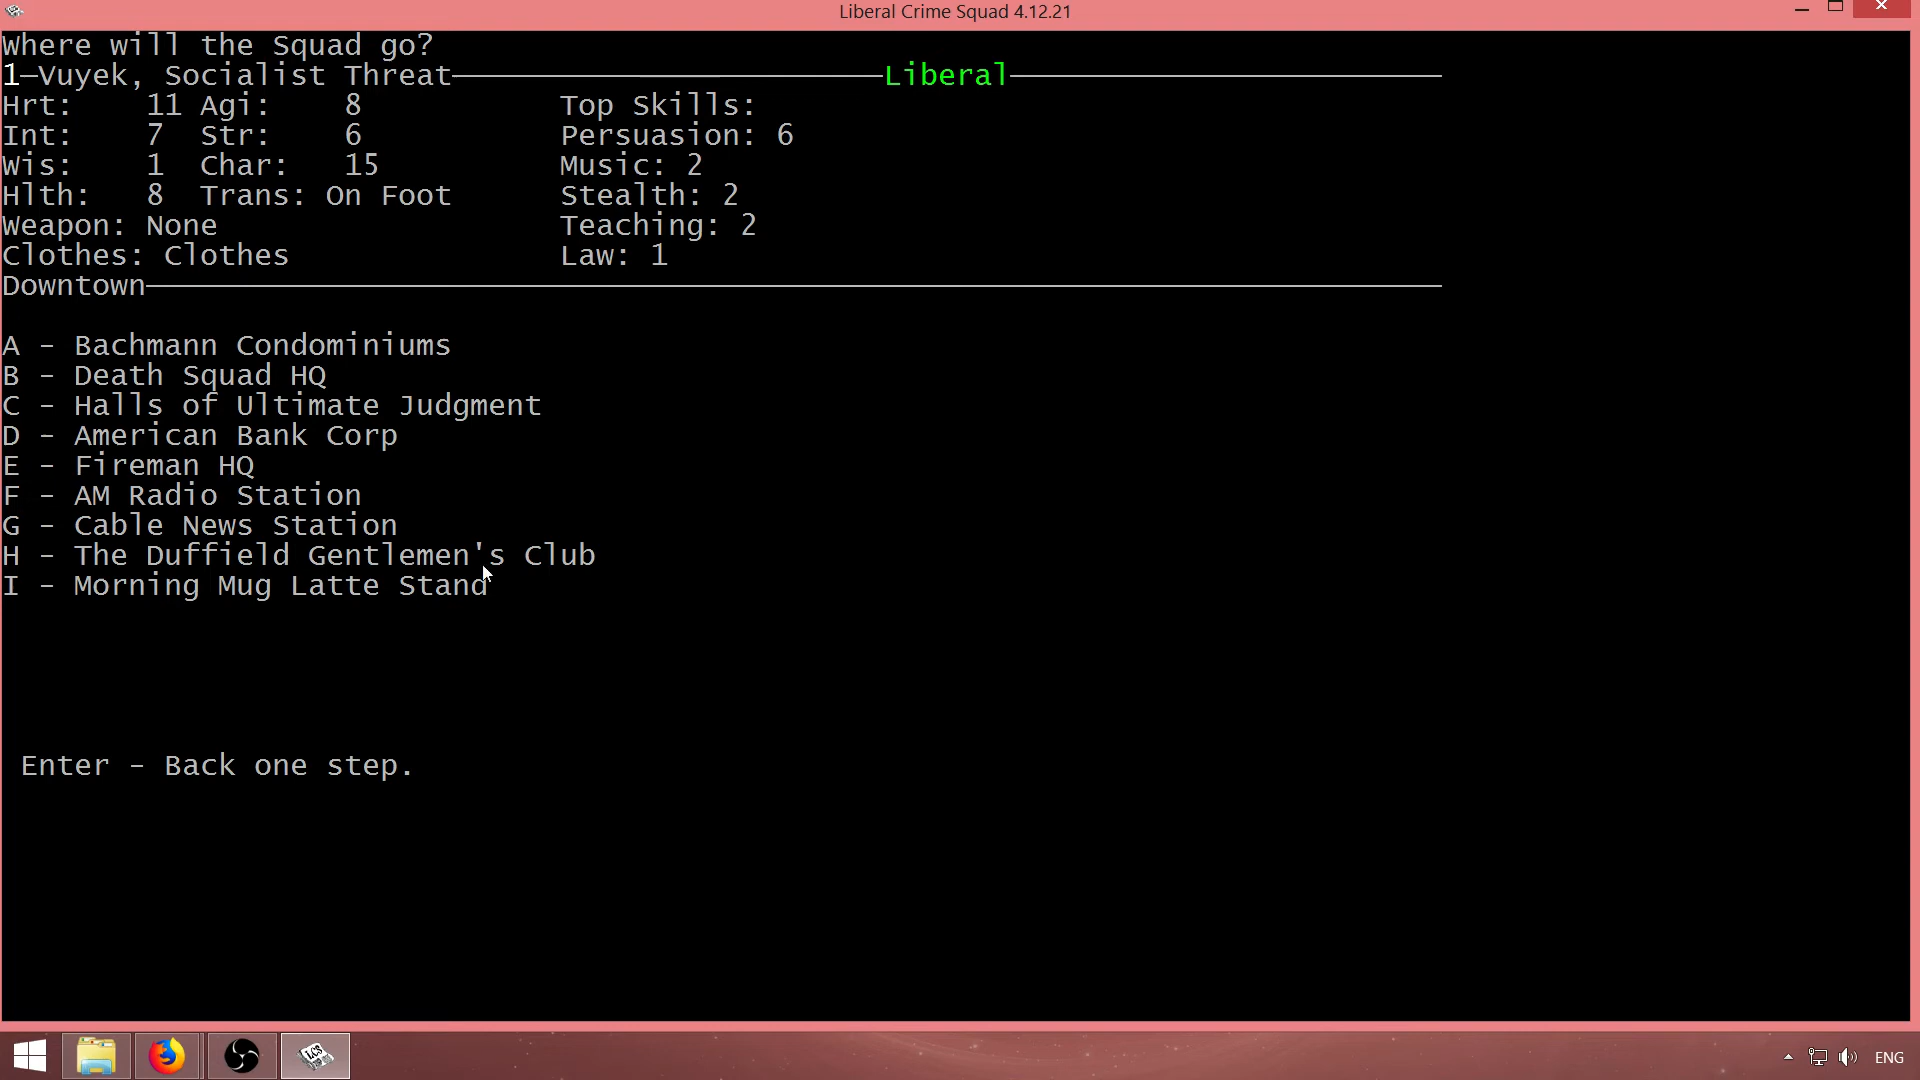 Liberal Crime Squad 4.12.21
Where will the Squad go?
1—Vuyek, Socialist Threat Liberal
Hrt: 11 Agi: 8 Top Skills:
Int: 7 Str: 6 Persuasion: 6
Wis: 1 Char: 15 Music: 2
Hlth: 8 Trans: On Foot Stealth: 2
Weapon: None Teaching: 2
Clothes: Clothes Law: 1
Downtown
A - Bachmann Condominiums
B - Death Squad HQ
C - Halls of Ultimate Judgment
D - American Bank Corp
E - Fireman HQ
F - AM Radio Station
G - Cable News Station
H - The Duffield Gentlemen's Club
I - Morning Mug Latte Stand
Enter - Back one step.
LCS
ENG